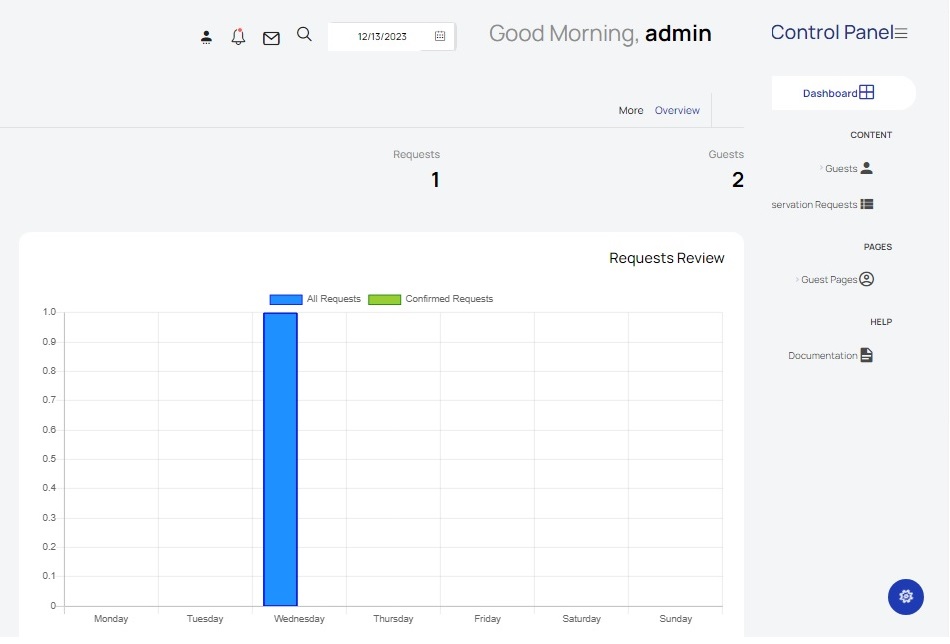 12/13/2023
Good Morning, admin
Control Panel
Dashboard
More
Overview
CONTENT
Requests
1
Guests
2
> Guests
servation Requests
PAGES
> Guest Pages
HELP
Documentation
Requests Review
All Requests
Confirmed Requests
1.0
0.9
0.8
0.7
0.6
0.5
0.4
0.3
0.2
0.1
0
Monday
Tuesday
Wednesday
Thursday
Friday
Saturday
Sunday